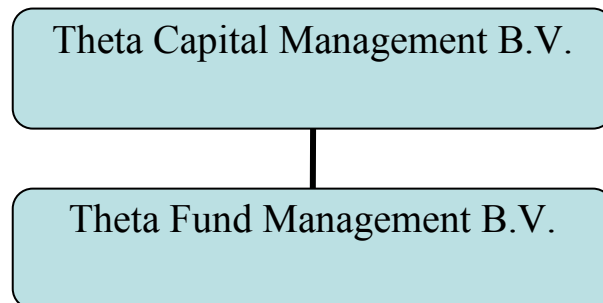 Theta Capital Management B.V.
Theta Fund Management B.V.